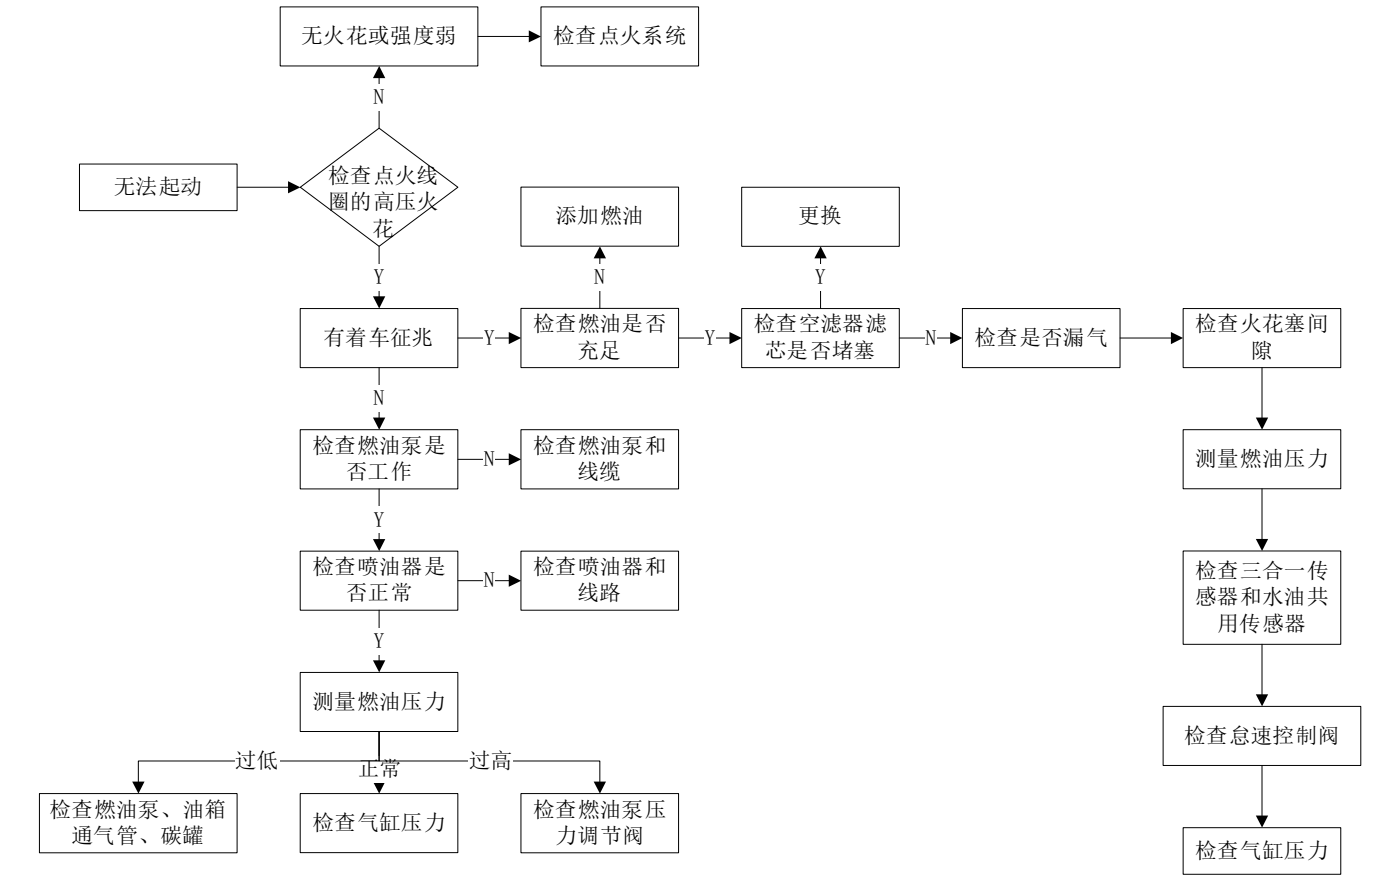 无火花或强度弱
检查点火系统
N
无法起动
检查点火线
圈的高压火
花
添加燃油
更换
Y
N
Y
有着车征兆
Y
检查燃油是否
充足
Y
检查空滤器滤
芯是否堵塞
N
检查是否漏气
检查火花塞间
隙
N
检查燃油泵是
否工作
N
检查燃油泵和
线缆
测量燃油压力
Y
检查喷油器是
否正常
N
检查喷油器和
线路
检查三合一传
感器和水油共
用传感器
Y
测量燃油压力
检查怠速控制阀
过低
正常
过高
检查燃油泵、油箱
通气管、碳罐
检查气缸压力
检查燃油泵压
力调节阀
检查气缸压力